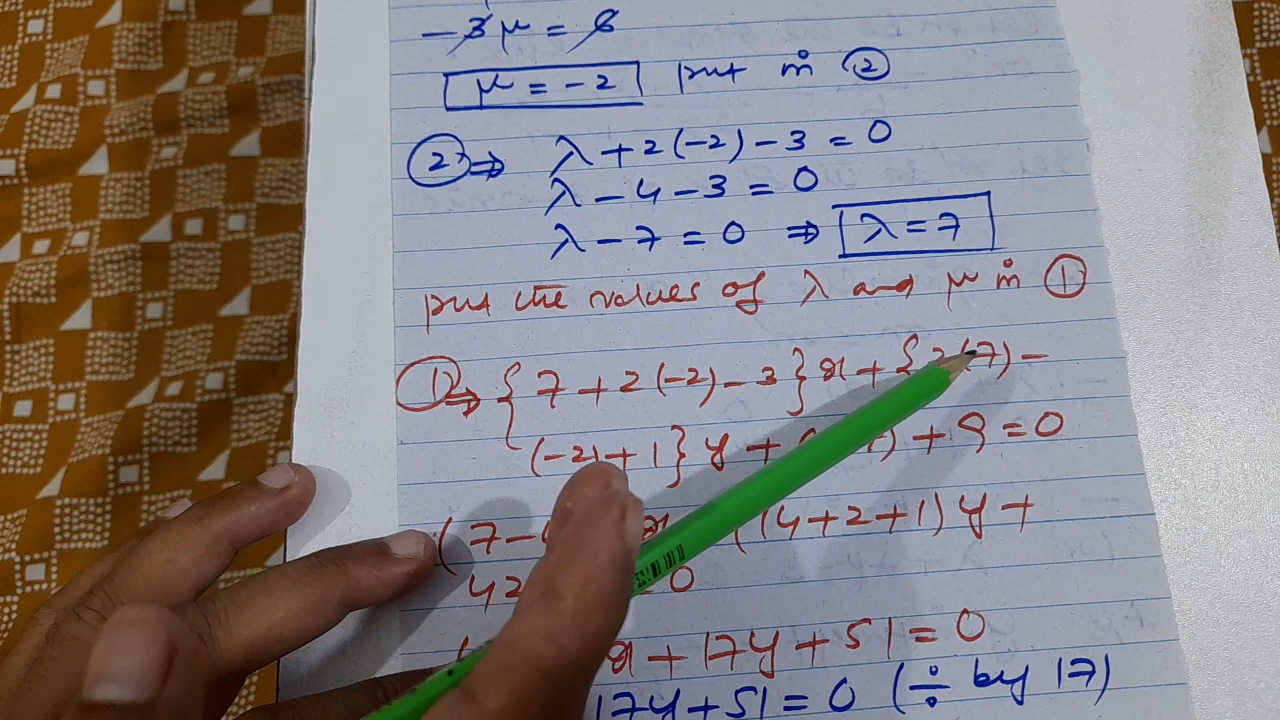 -3μ = 6
μ = -2 put in ②
② ⇒ λ + 2(-2) - 3 = 0
λ - 4 - 3 = 0
λ - 7 = 0 ⇒ λ = 7
put the values of λ and μ in ①
① ⇒ { 7 + 2(-2) - 3 } x + { 2(7) -
(-2) + 1 } y + ) + 9 = 0
(7 - x (14 + 2 + 1) y +
42 0
x + 17y + 51 = 0
17y + 51 = 0 (÷ by 17)